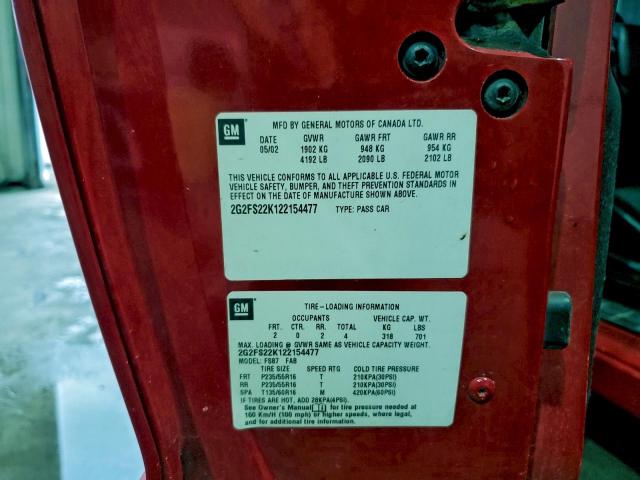 GM
MFD BY GENERAL MOTORS OF CANADA LTD.
DATE GVWR GAWR FRT GAWR RR
05/02 1902 KG 948 KG 954 KG
4192 LB 2090 LB 2102 LB
THIS VEHICLE CONFORMS TO ALL APPLICABLE U.S. FEDERAL MOTOR
VEHICLE SAFETY, BUMPER, AND THEFT PREVENTION STANDARDS IN
EFFECT ON THE DATE OF MANUFACTURE SHOWN ABOVE.
2G2FS22K122154477 TYPE: PASS CAR
GM
TIRE-LOADING INFORMATION
OCCUPANTS VEHICLE CAP. WT.
FRT. CTR. RR. TOTAL KG LBS
2 0 2 4 318 701
MAX. LOADING @ GVWR SAME AS VEHICLE CAPACITY WEIGHT.
2G2FS22K122154477
MODEL: FS87 FAB
TIRE SIZE SPEED RTG COLD TIRE PRESSURE
FRT P235/55R16 T 210KPA(30PSI)
RR P235/55R16 T 210KPA(30PSI)
SPA T135/60R16 M 420KPA(60PSI)
IF TIRES ARE HOT, ADD 28KPA(4PSI).
See Owner's Manual for tire pressure needed at
160 Km/H (100 mph) or higher speeds, where legal,
and for additional tire information.